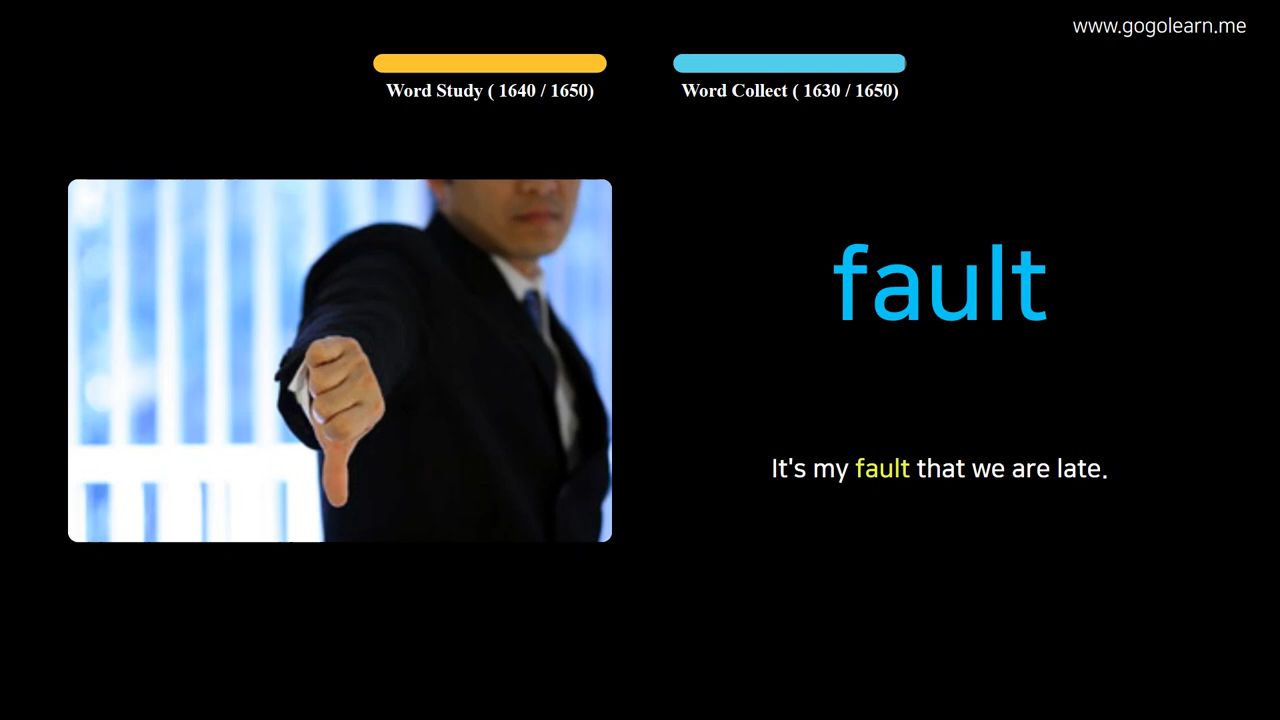 www.gogolearn.me
Word Study ( 1640 / 1650)
Word Collect ( 1630 / 1650)
fault
It's my fault that we are late.